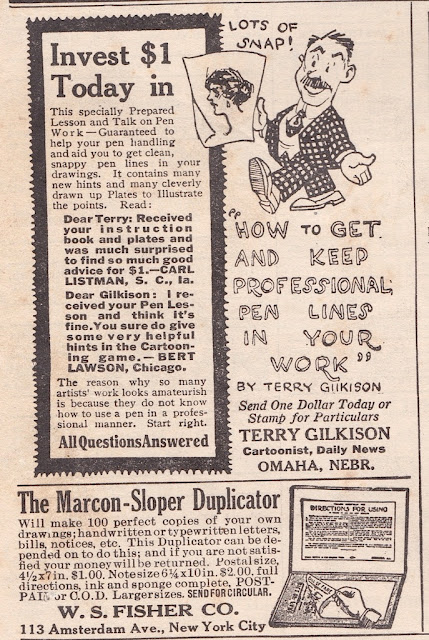 Invest $1
Today in
This specially Prepared
Lesson and Talk on Pen
Work—Guaranteed to
help your pen handling
and aid you to get clean,
snappy pen lines in your
drawings. It contains many
new hints and many cleverly
drawn up Plates to Illustrate
the points. Read:
Dear Terry: Received
your instruction
book and plates and
was much surprised
to find so much good
advice for $1.—CARL
LISTMAN, S. C., Ia.
Dear Gilkison: I re-
ceived your Pen Les-
son and think it's
fine. You sure do give
some very helpful
hints in the Cartoon-
ing game.—BERT
LAWSON, Chicago.
The reason why so many
artists' work looks amateurish
is because they do not know
how to use a pen in a profes-
sional manner. Start right.
All Questions Answered
LOTS OF
SNAP!
"HOW TO GET
AND KEEP
PROFESSIONAL
PEN LINES
IN YOUR
WORK"
BY TERRY GILKISON
Send One Dollar Today or
Stamp for Particulars
TERRY GILKISON
Cartoonist, Daily News
OMAHA, NEBR.
The Marcon-Sloper Duplicator
Will make 100 perfect copies of your own
drawings; handwritten or typewritten letters,
bills, notices, etc. This Duplicator can be de-
pended on to do this; and if you are not satis-
fied your money will be returned. Postal size,
4½x7in. $1.00. Note size 6¼x10in. $2.00. full
directions, ink and sponge complete, POST-
PAID or C.O.D. Larger sizes. SEND FOR CIRCULAR.
W. S. FISHER CO.
113 Amsterdam Ave., New York City
DIRECTIONS FOR USING